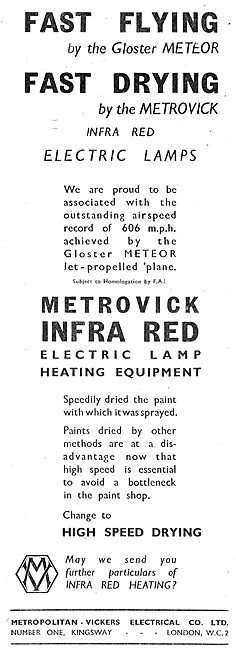 FAST FLYING
by the Gloster METEOR
FAST DRYING
by the METROVICK
INFRA RED
ELECTRIC LAMPS
We are proud to be
associated with the
outstanding airspeed
record of 606 m.p.h.
achieved by the
Gloster METEOR
Jet-propelled 'plane.
Subject to Homologation by F.A.I.
METROVICK
INFRA RED
ELECTRIC LAMP
HEATING EQUIPMENT
Speedily dried the paint
with which it was sprayed.
Paints dried by other
methods are at a dis-
advantage now that
high speed is essential
to avoid a bottleneck
in the paint shop.
Change to
HIGH SPEED DRYING
May we send you
further particulars of
INFRA RED HEATING?
METROPOLITAN - VICKERS ELECTRICAL CO. LTD.
NUMBER ONE, KINGSWAY - - - LONDON, W.C.2